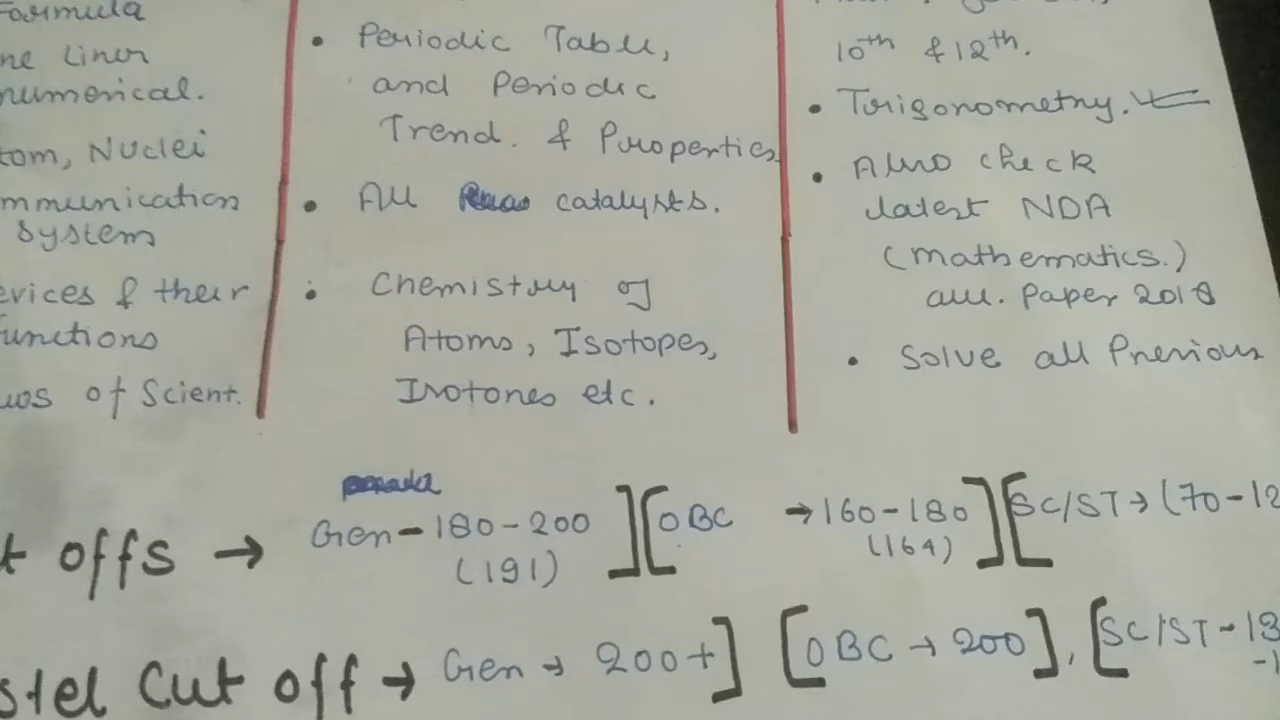 Formula
ne Liner
numerical.
tom, Nuclei
mmunication
System
evices & their
functions
ws of Scient.
• Periodic Table,
and Periodic
Trend. & Properties
• All catalysts.
• Chemistry of
Atoms, Isotopes,
Isotones etc.
10th & 12th.
• Trigonometry.
• Also check
latest NDA
(mathematics.)
all. Paper 2018
• Solve all Previous
t offs → Gen - 180-200 ] [ OBC → 160-180 ] [ SC/ST → (70-12
(191) (164)
stel Cut off → Gen → 200+ ] [ OBC → 200 ], [ SC/ST - 13
-1